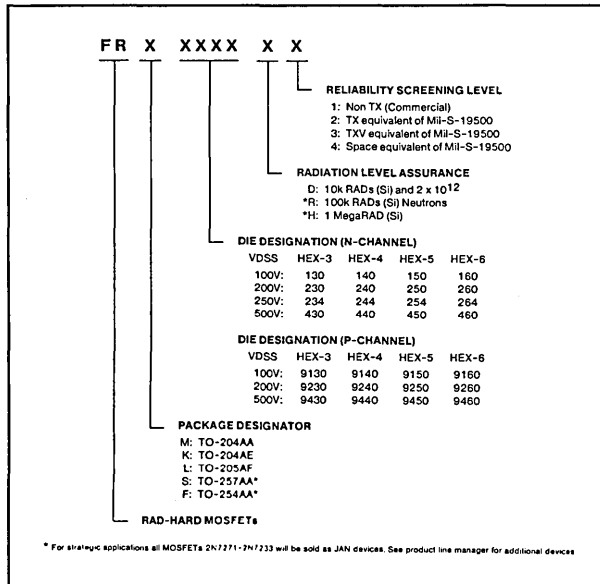 FR X XXXX X X
RELIABILITY SCREENING LEVEL
1: Non TX (Commercial)
2: TX equivalent of Mil-S-19500
3: TXV equivalent of Mil-S-19500
4: Space equivalent of Mil-S-19500
RADIATION LEVEL ASSURANCE
D: 10k RADs (Si) and 2 x 10¹²
*R: 100k RADs (Si) Neutrons
*H: 1 MegaRAD (Si)
DIE DESIGNATION (N-CHANNEL)
VDSS HEX-3 HEX-4 HEX-5 HEX-6
100V: 130 140 150 160
200V: 230 240 250 260
250V: 234 244 254 264
500V: 430 440 450 460
DIE DESIGNATION (P-CHANNEL)
VDSS HEX-3 HEX-4 HEX-5 HEX-6
100V: 9130 9140 9150 9160
200V: 9230 9240 9250 9260
500V: 9430 9440 9450 9460
PACKAGE DESIGNATOR
M: TO-204AA
K: TO-204AE
L: TO-205AF
S: TO-257AA*
F: TO-254AA*
RAD-HARD MOSFETs
* For strategic applications all MOSFETs 2N7271-2N7233 will be sold as JAN devices. See product line manager for additional devices